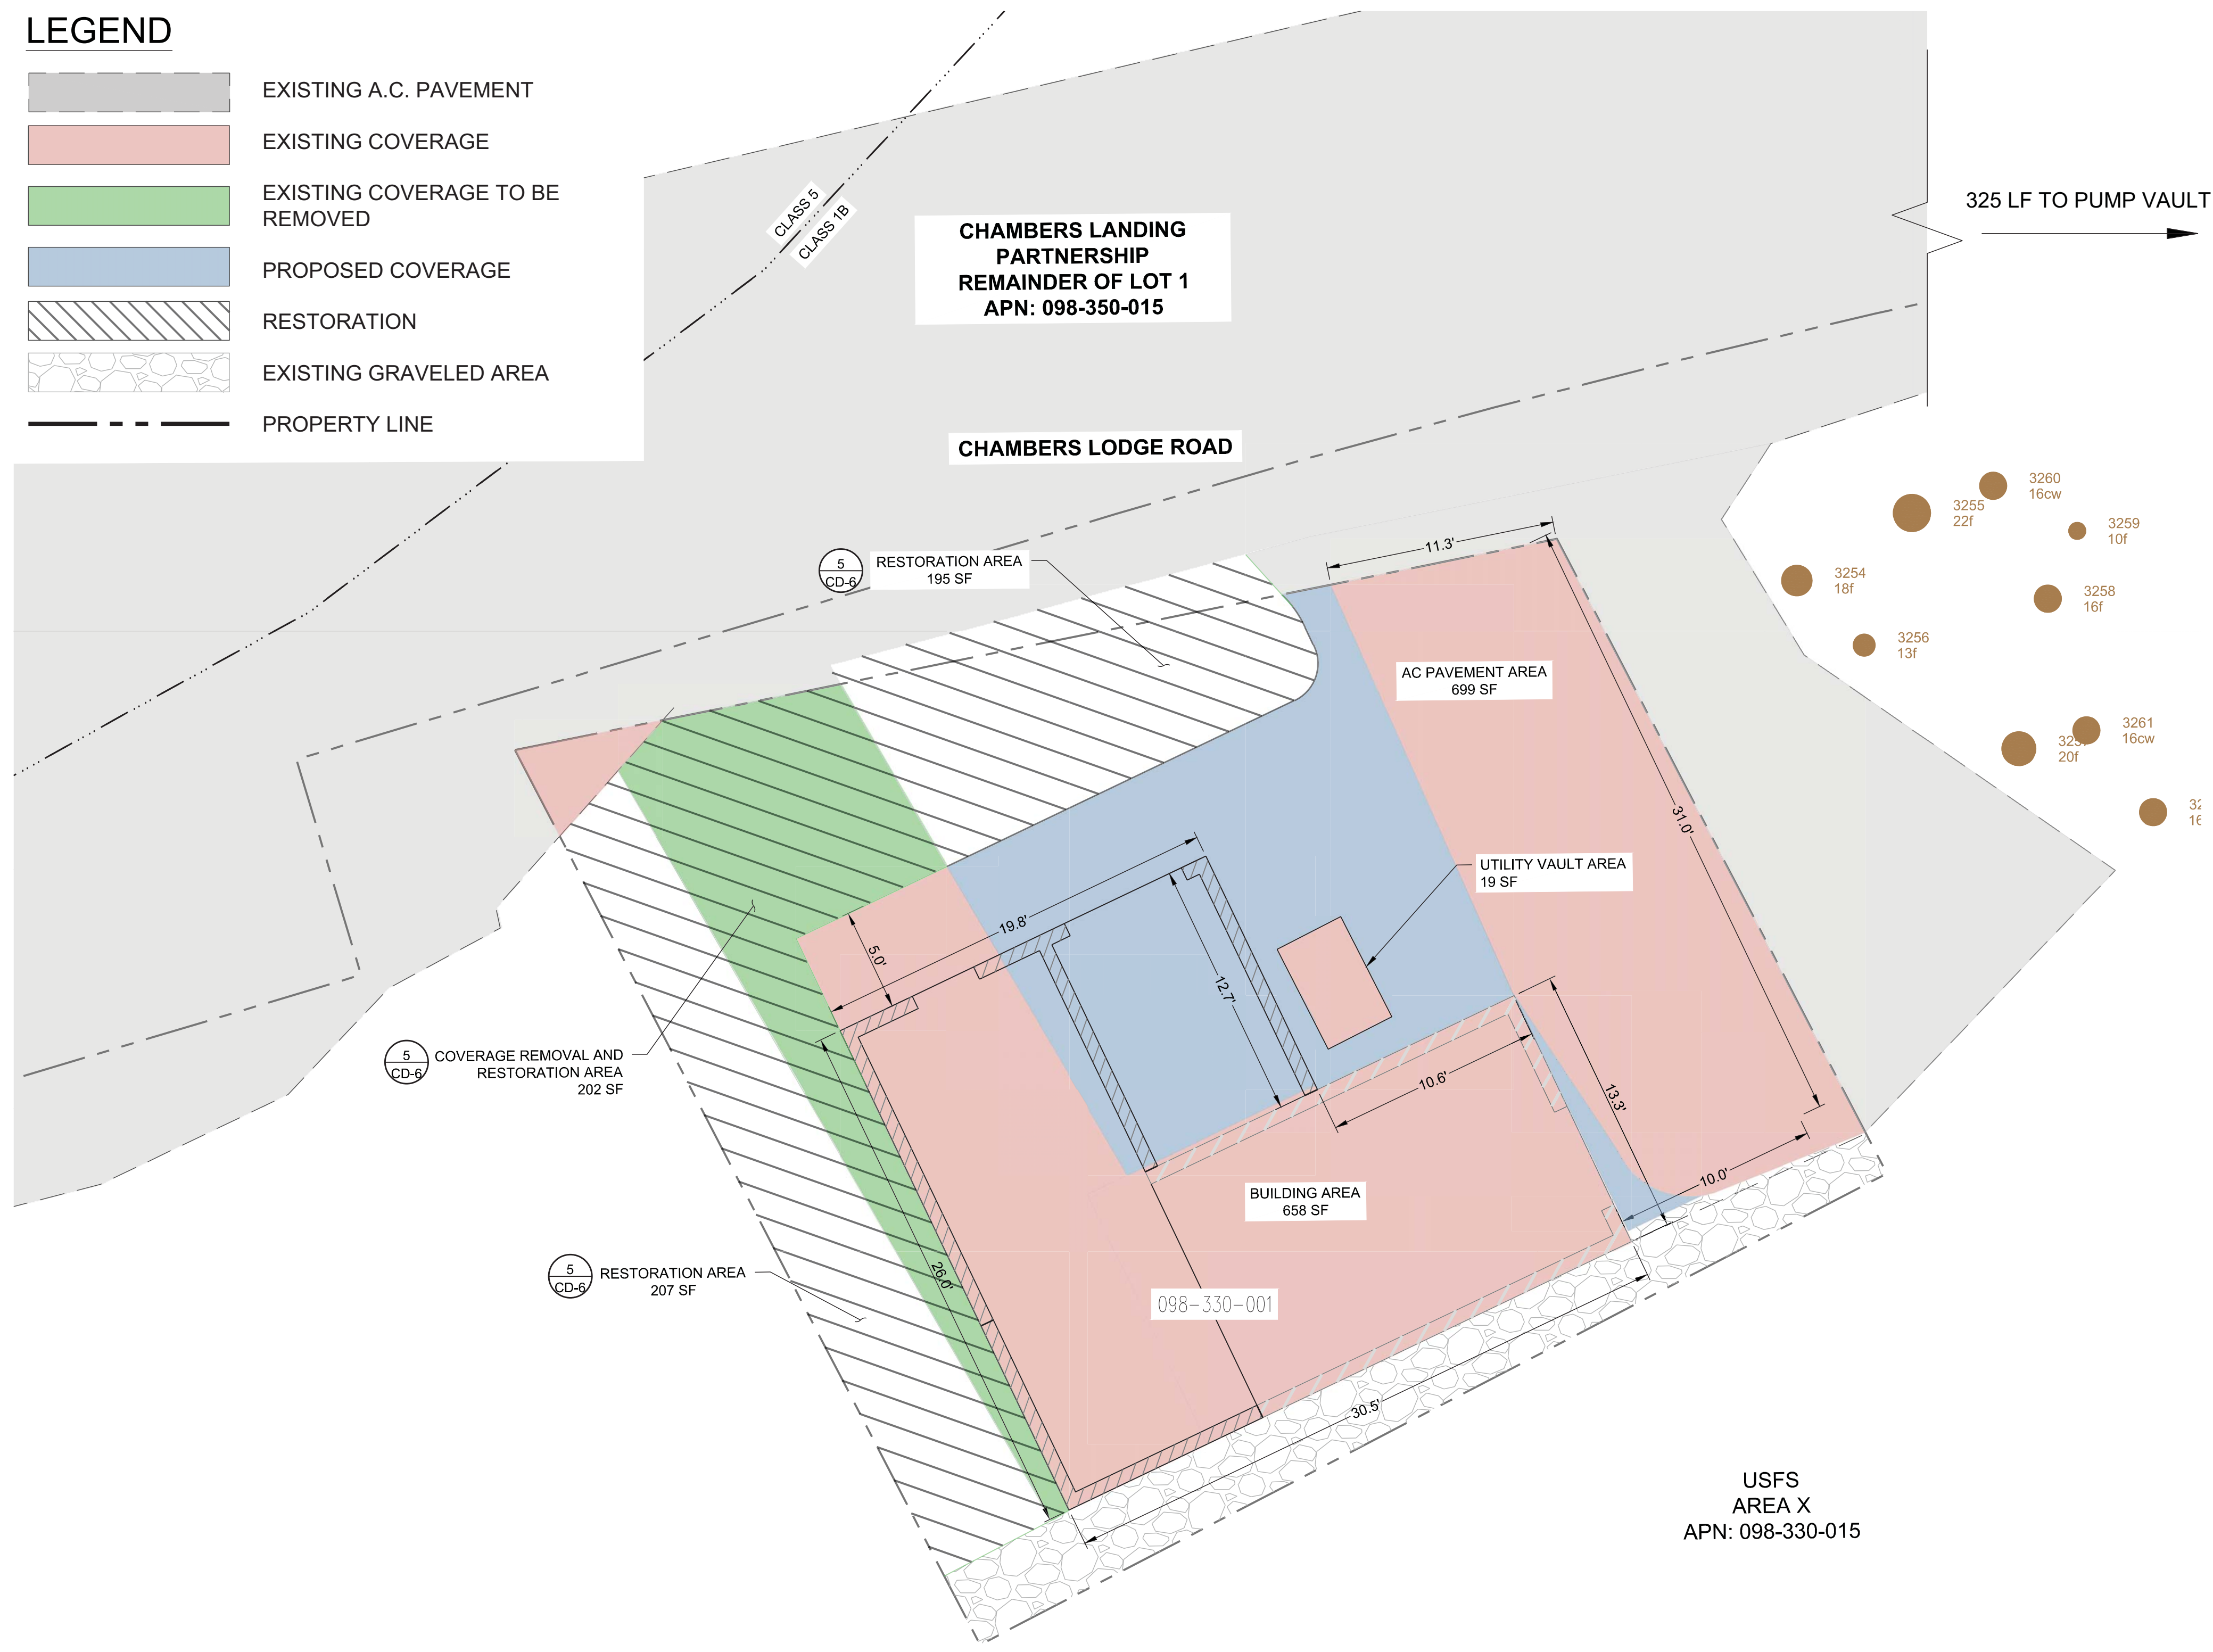 LEGEND
EXISTING A.C. PAVEMENT
EXISTING COVERAGE
EXISTING COVERAGE TO BE
REMOVED
PROPOSED COVERAGE
RESTORATION
EXISTING GRAVELED AREA
PROPERTY LINE
CLASS 5
CLASS 1B
CHAMBERS LANDING
PARTNERSHIP
REMAINDER OF LOT 1
APN: 098-350-015
325 LF TO PUMP VAULT
CHAMBERS LODGE ROAD
3260
16cw
3255
22f
3259
10f
3254
18f
3258
16f
3256
13f
3261
16cw
20f
16
5
CD-6
RESTORATION AREA
195 SF
11.3'
AC PAVEMENT AREA
699 SF
31.0'
UTILITY VAULT AREA
19 SF
19.8'
5.0'
12.7'
10.6'
13.3'
10.0'
5
CD-6
COVERAGE REMOVAL AND
RESTORATION AREA
202 SF
BUILDING AREA
658 SF
5
CD-6
RESTORATION AREA
207 SF
26.0'
098-330-001
30.5'
USFS
AREA X
APN: 098-330-015